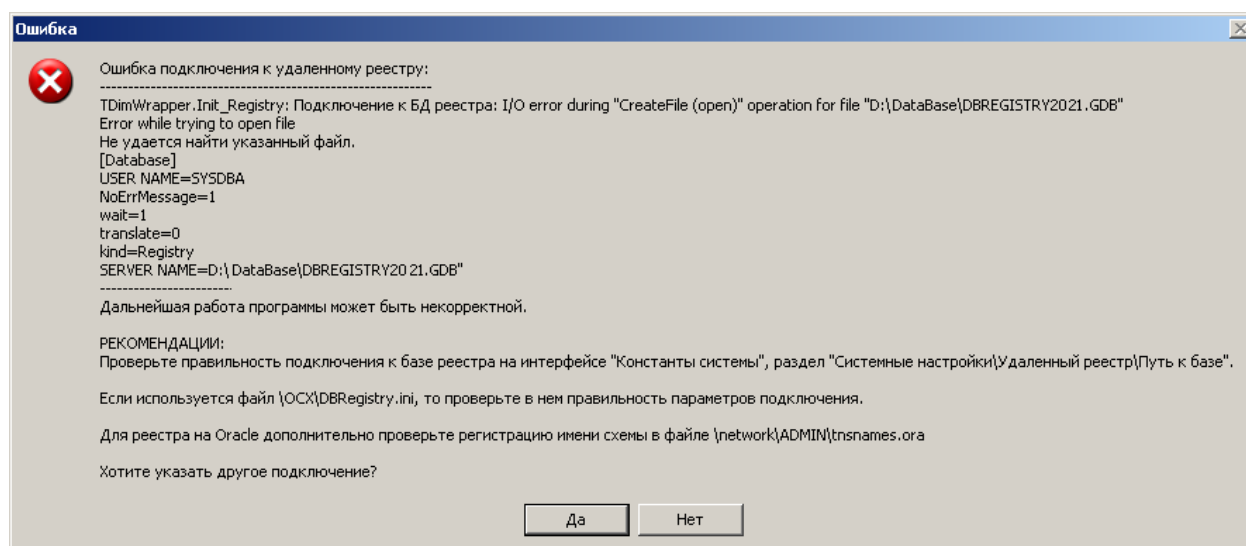 Ошибка
Ошибка подключения к удаленному реестру:
-----------------------------------------------------------
TDimWrapper.Init_Registry: Подключение к БД реестра: I/O error during "CreateFile (open)" operation for file "D:\DataBase\DBREGISTRY2021.GDB"
Error while trying to open file
Не удается найти указанный файл.
[Database]
USER NAME=SYSDBA
NoErrMessage=1
wait=1
translate=0
kind=Registry
SERVER NAME=D:\DataBase\DBREGISTRY2021.GDB"
-----------------------
Дальнейшая работа программы может быть некорректной.
РЕКОМЕНДАЦИИ:
Проверьте правильность подключения к базе реестра на интерфейсе "Константы системы", раздел "Системные настройки\Удаленный реестр\Путь к базе".
Если используется файл \OCX\DBRegistry.ini, то проверьте в нем правильность параметров подключения.
Для реестра на Oracle дополнительно проверьте регистрацию имени схемы в файле \network\ADMIN\tnsnames.ora
Хотите указать другое подключение?
Да
Нет